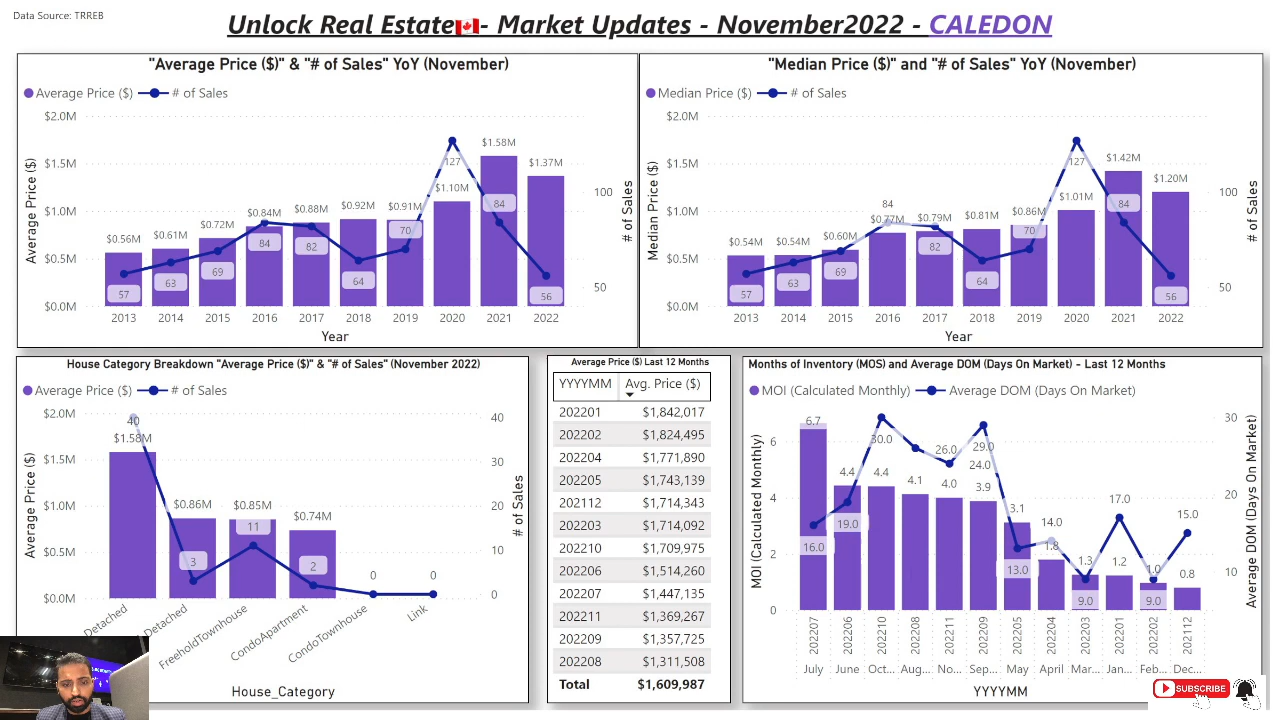 Data Source: TRREB
Unlock Real Estate - Market Updates - November2022 - CALEDON
"Average Price ($)" & "# of Sales" YoY (November)
Average Price ($) # of Sales
$2.0M
$1.5M
$1.0M
$0.5M
$0.0M
Average Price ($)
$0.56M $0.61M $0.72M $0.84M $0.88M $0.92M $0.91M $1.10M $1.58M $1.37M
57 63 69 84 82 64 70 127 84 56
100
50
# of Sales
2013 2014 2015 2016 2017 2018 2019 2020 2021 2022
Year
"Median Price ($)" and "# of Sales" YoY (November)
Median Price ($) # of Sales
$2.0M
$1.5M
$1.0M
$0.5M
$0.0M
Median Price ($)
$0.54M $0.54M $0.60M $0.77M $0.79M $0.81M $0.86M $1.01M $1.42M $1.20M
57 63 69 84 82 64 70 127 84 56
100
50
# of Sales
2013 2014 2015 2016 2017 2018 2019 2020 2021 2022
Year
House Category Breakdown "Average Price ($)" & "# of Sales" (November 2022)
Average Price ($) # of Sales
$2.0M
$1.5M
$1.0M
$0.5M
$0.0M
Average Price ($)
$1.58M $0.86M $0.85M $0.74M
40 3 11 2 0 0
40
30
20
10
0
# of Sales
Detached
Detached
FreeholdTownhouse
CondoApartment
CondoTownhouse
Link
House_Category
Average Price ($) Last 12 Months
YYYYMM Avg. Price ($)
202201 $1,842,017
202202 $1,824,495
202204 $1,771,890
202205 $1,743,139
202112 $1,714,343
202203 $1,714,092
202210 $1,709,975
202206 $1,514,260
202207 $1,447,135
202211 $1,369,267
202209 $1,357,725
202208 $1,311,508
Total $1,609,987
Months of Inventory (MOS) and Average DOM (Days On Market) - Last 12 Months
MOI (Calculated Monthly) Average DOM (Days On Market)
6
4
2
0
MOI (Calculated Monthly)
6.7 4.4 4.4 4.1 4.0 3.9 3.1 1.8 1.3 1.2 1.0 0.8
16.0 19.0 30.0 26.0 24.0 29.0 13.0 14.0 9.0 17.0 9.0 15.0
30
20
10
Average DOM (Days On Market)
202207 202206 202210 202208 202211 202209 202205 202204 202203 202201 202202 202112
July June Oct... Aug... No... Sep... May April Mar... Jan... Feb... Dec...
YYYYMM
SUBSCRIBE